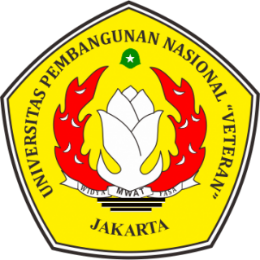 UNIVERSITAS PEMBANGUNAN NASIONAL "VETERAN"
WIDYA MWAT YASA
JAKARTA